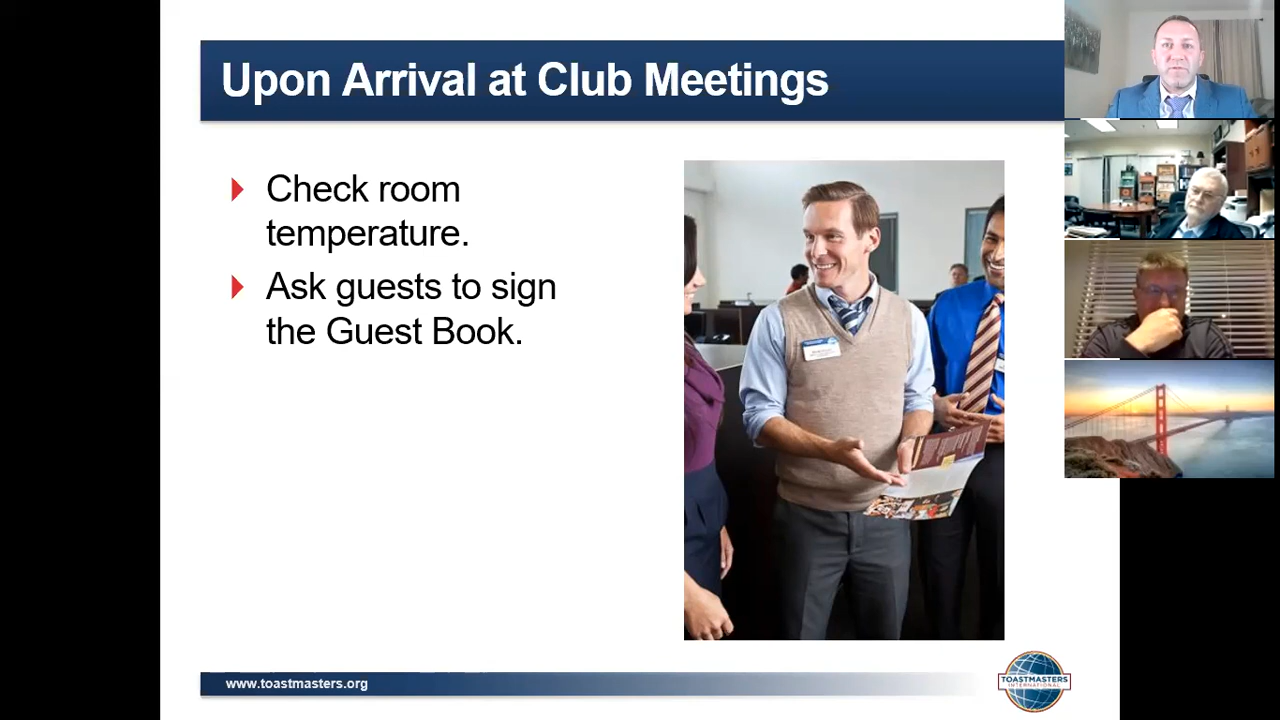 Upon Arrival at Club Meetings
Check room
temperature.
Ask guests to sign
the Guest Book.
www.toastmasters.org
TOASTMASTERS
INTERNATIONAL